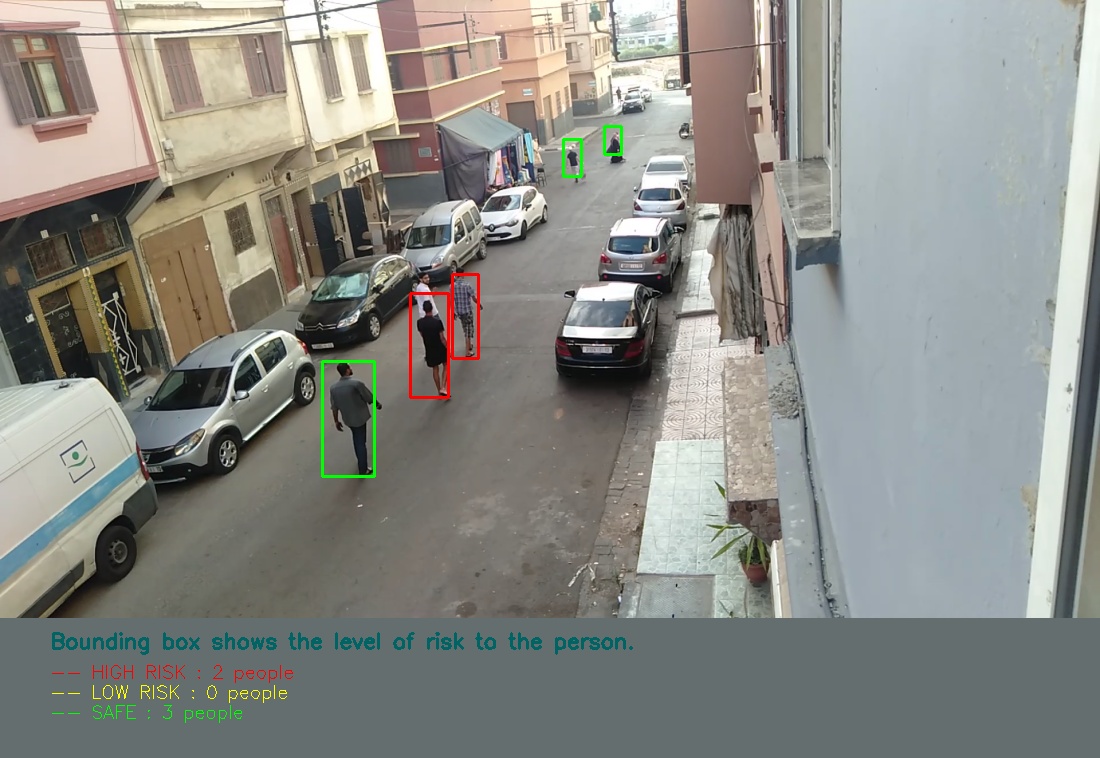 Bounding box shows the level of risk to the person.
-- HIGH RISK : 2 people
-- LOW RISK : 0 people
-- SAFE : 3 people